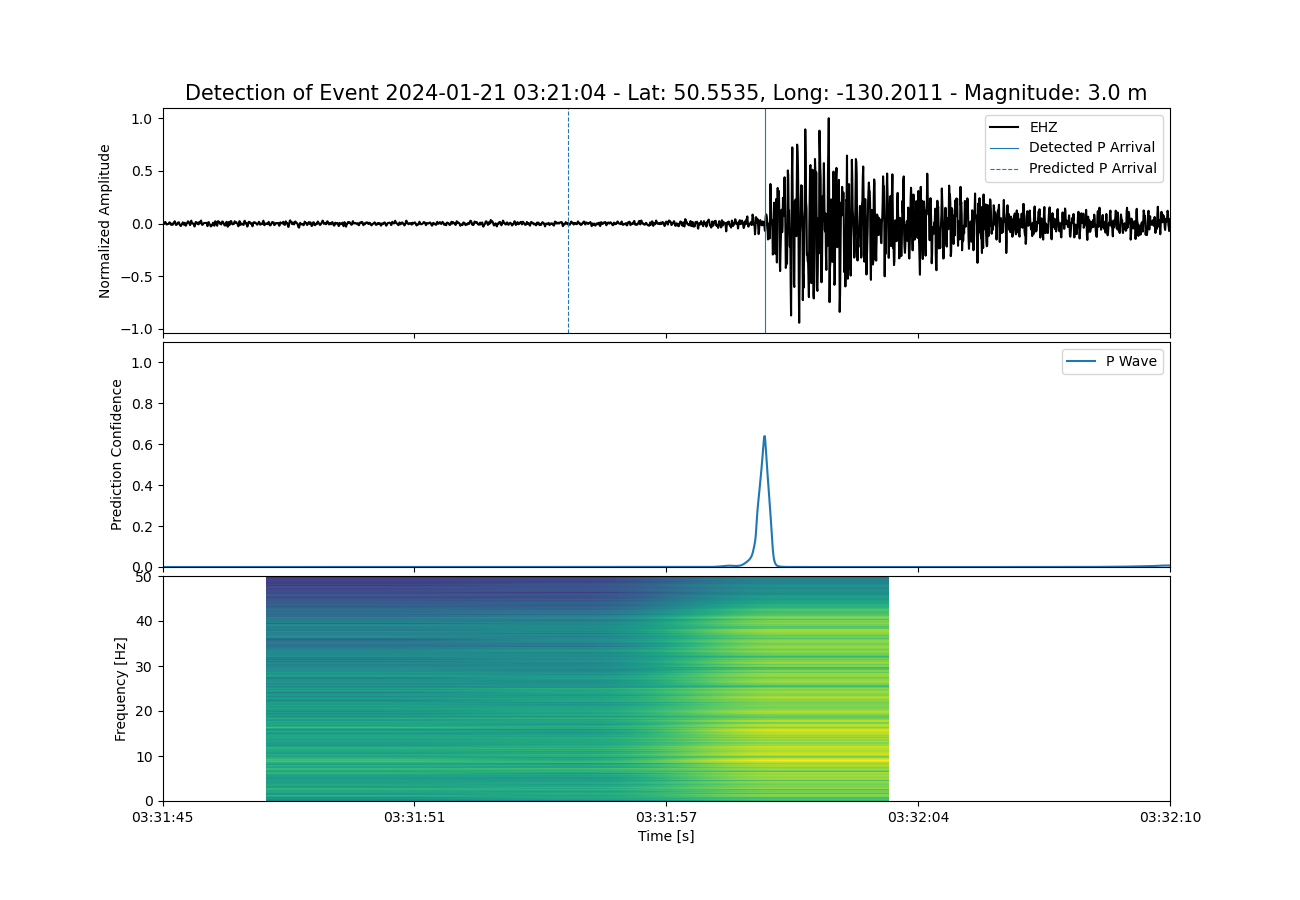 Detection of Event 2024-01-21 03:21:04 - Lat: 50.5535, Long: -130.2011 - Magnitude: 3.0 m
Normalized Amplitude
1.0
0.5
0.0
−0.5
−1.0
EHZ
Detected P Arrival
Predicted P Arrival
Prediction Confidence
1.0
0.8
0.6
0.4
0.2
0.0
P Wave
Frequency [Hz]
50
40
30
20
10
0
03:31:45 03:31:51 03:31:57 03:32:04 03:32:10
Time [s]